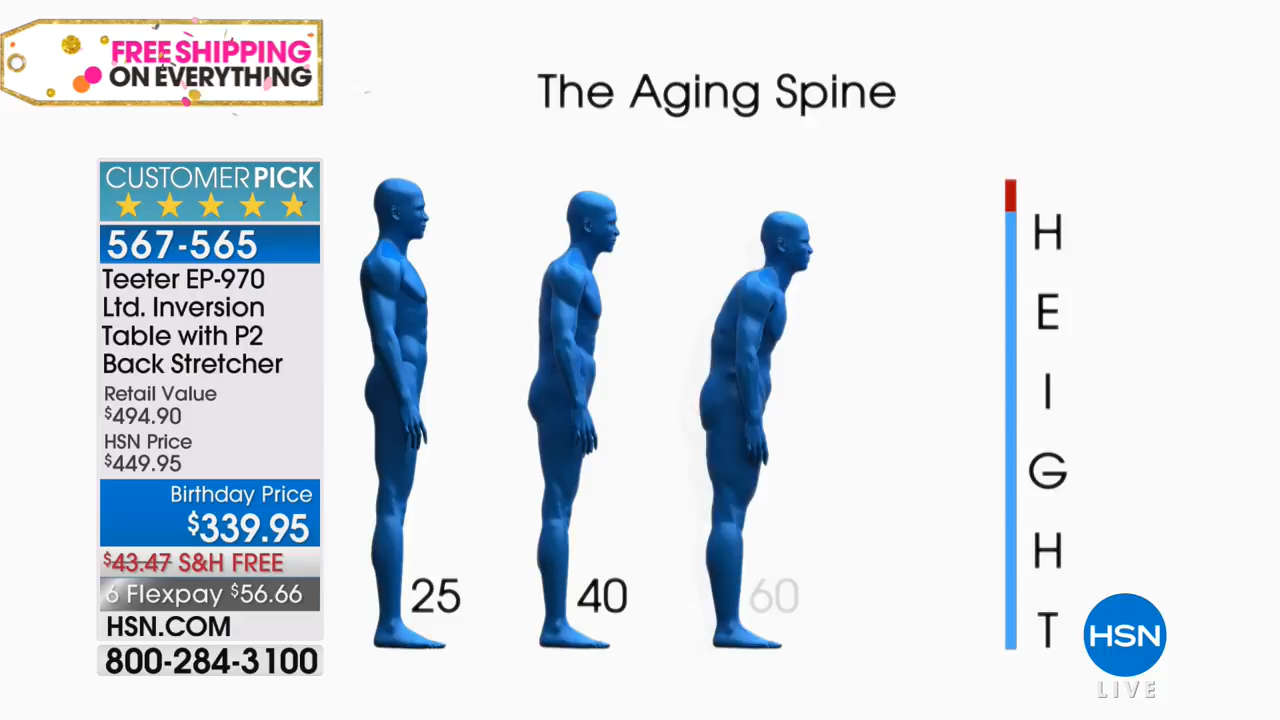 FREE SHIPPING
ON EVERYTHING
The Aging Spine
CUSTOMER PICK
567-565
Teeter EP-970
Ltd. Inversion
Table with P2
Back Stretcher
Retail Value
$494.90
HSN Price
$449.95
Birthday Price
$339.95
$43.47 S&H FREE
6 Flexpay $56.66
HSN.COM
800-284-3100
25
40
60
H
E
I
G
H
T
HSN
LIVE